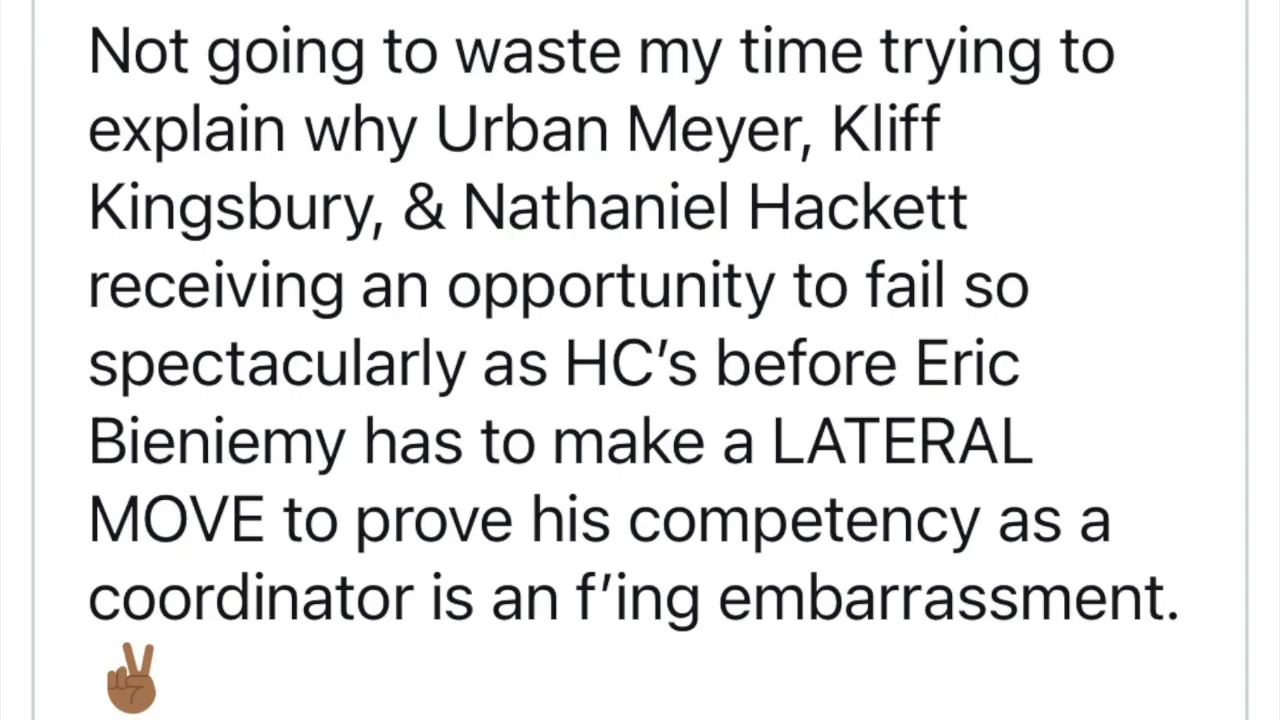 Not going to waste my time trying to
explain why Urban Meyer, Kliff
Kingsbury, & Nathaniel Hackett
receiving an opportunity to fail so
spectacularly as HC’s before Eric
Bieniemy has to make a LATERAL
MOVE to prove his competency as a
coordinator is an f’ing embarrassment.
✌🏾